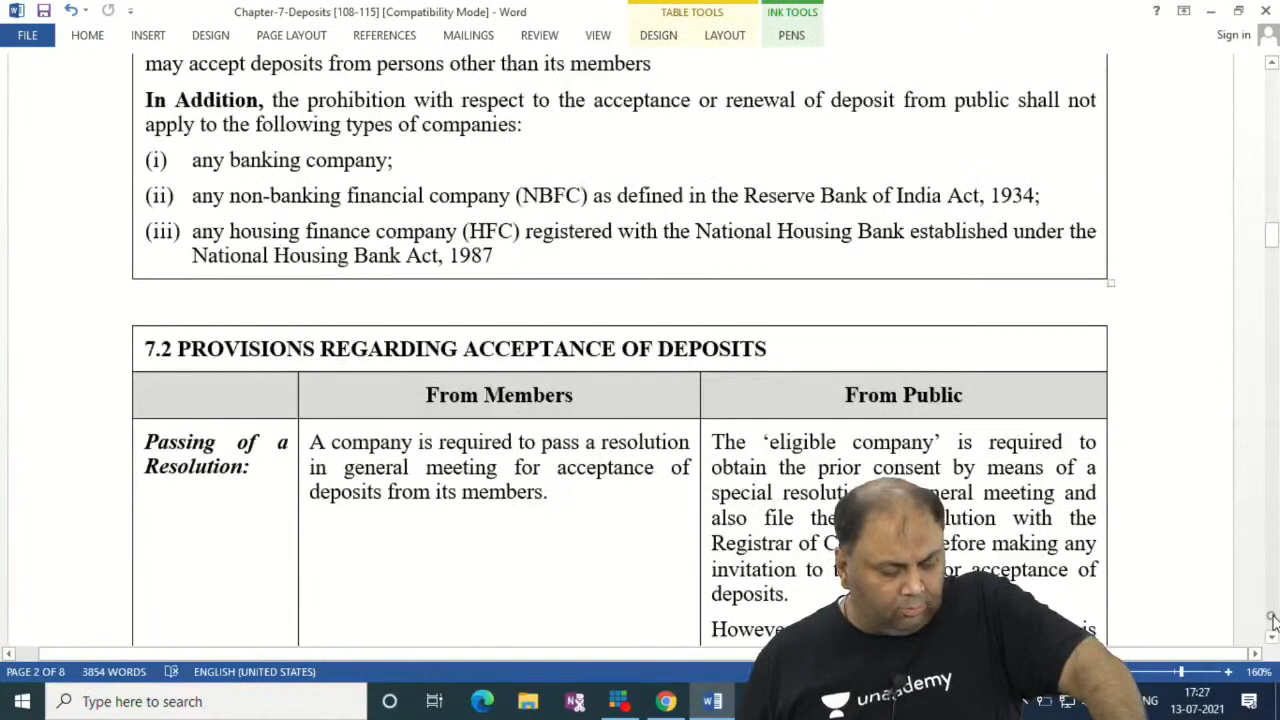 Chapter-7-Deposits [108-115] [Compatibility Mode] - Word
TABLE TOOLS
INK TOOLS
?
FILE
HOME
INSERT
DESIGN
PAGE LAYOUT
REFERENCES
MAILINGS
REVIEW
VIEW
DESIGN
LAYOUT
PENS
Sign in
may accept deposits from persons other than its members
In Addition, the prohibition with respect to the acceptance or renewal of deposit from public shall not
apply to the following types of companies:
(i) any banking company;
(ii) any non-banking financial company (NBFC) as defined in the Reserve Bank of India Act, 1934;
(iii) any housing finance company (HFC) registered with the National Housing Bank established under the
National Housing Bank Act, 1987
7.2 PROVISIONS REGARDING ACCEPTANCE OF DEPOSITS
From Members
From Public
Passing of a
Resolution:
A company is required to pass a resolution
in general meeting for acceptance of
deposits from its members.
The ‘eligible company’ is required to
obtain the prior consent by means of a
special meeting and
also file with the
Registrar of making any
invitation to acceptance of
deposits.
PAGE 2 OF 8
3854 WORDS
ENGLISH (UNITED STATES)
160%
Type here to search
unacademy
ENG
17:27
13-07-2021